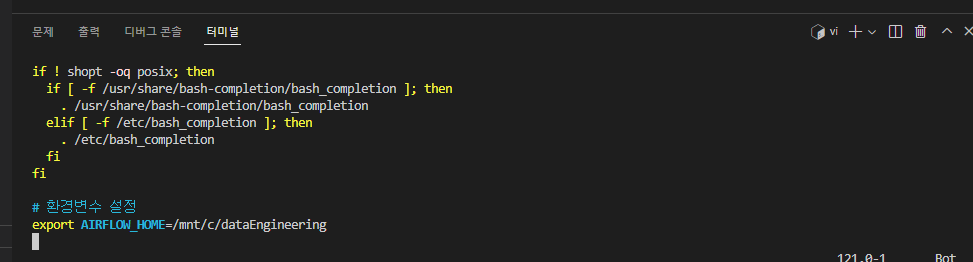 문제 출력 디버그 콘솔 터미널 vi
if ! shopt -oq posix; then
  if [ -f /usr/share/bash-completion/bash_completion ]; then
    . /usr/share/bash-completion/bash_completion
  elif [ -f /etc/bash_completion ]; then
    . /etc/bash_completion
  fi
fi
# 환경변수 설정
export AIRFLOW_HOME=/mnt/c/dataEngineering
121,0-1 Bot